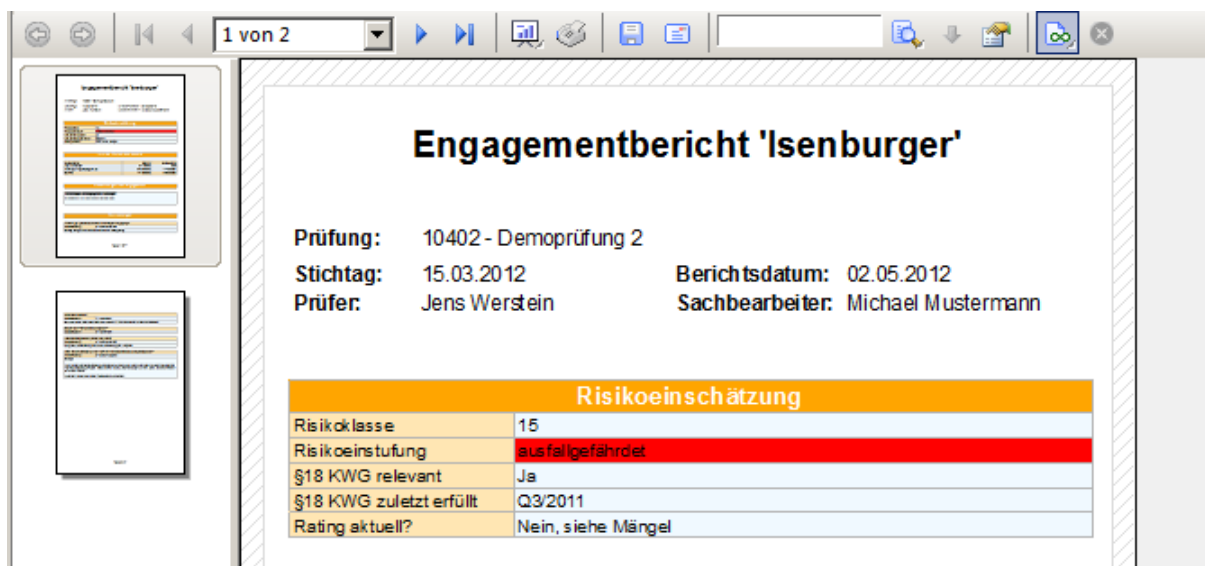 1 von 2
Engagementbericht 'Isenburger'
Prüfung: 10402 - Demoprüfung 2
Stichtag: 15.03.2012 Berichtsdatum: 02.05.2012
Prüfer: Jens Werstein Sachbearbeiter: Michael Mustermann
Risikoeinschätzung
Risikoklasse 15
Risikoeinstufung ausfallgefährdet
§18 KWG relevant Ja
§18 KWG zuletzt erfüllt Q3/2011
Rating aktuell? Nein, siehe Mängel